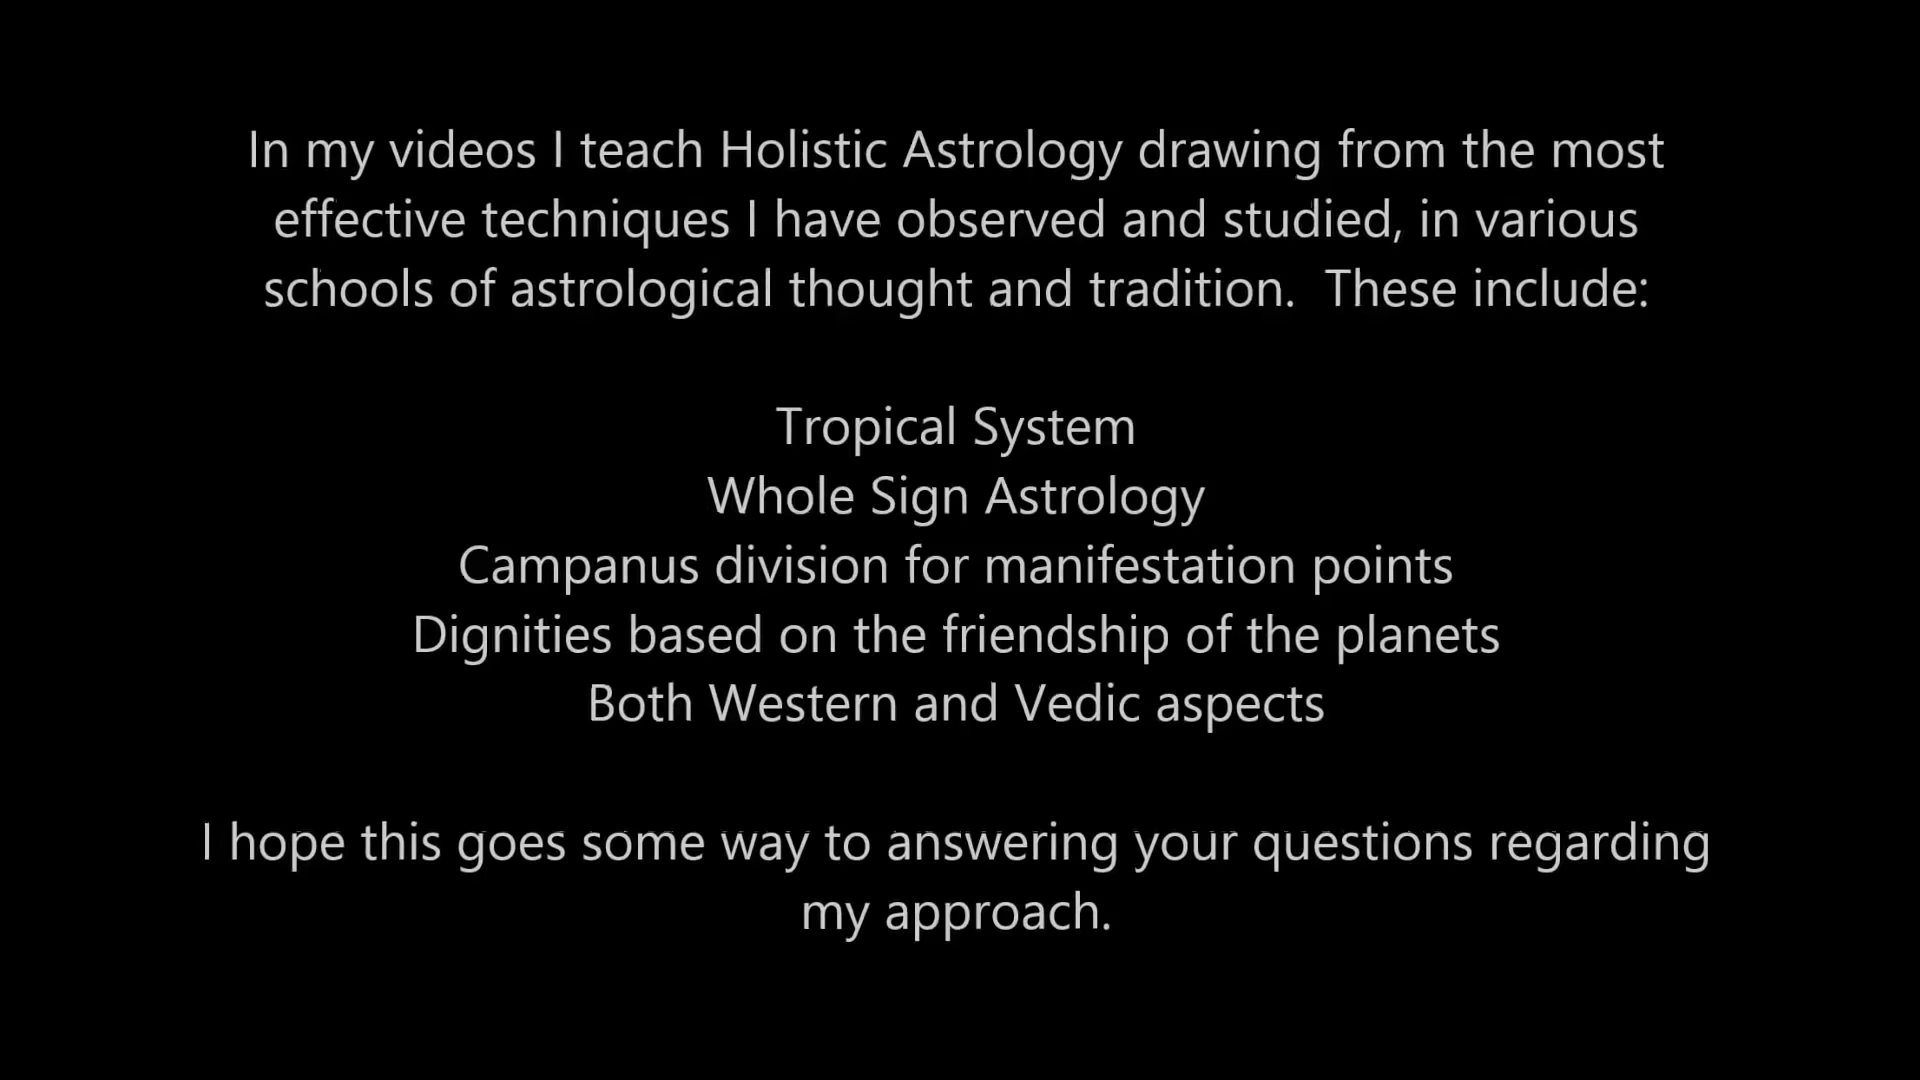 In my videos I teach Holistic Astrology drawing from the most
effective techniques I have observed and studied, in various
schools of astrological thought and tradition.  These include:
Tropical System
Whole Sign Astrology
Campanus division for manifestation points
Dignities based on the friendship of the planets
Both Western and Vedic aspects
I hope this goes some way to answering your questions regarding
my approach.